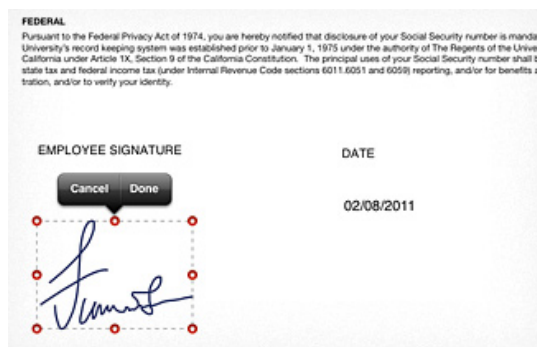 FEDERAL
Pursuant to the Federal Privacy Act of 1974, you are hereby notified that disclosure of your Social Security number is manda
University's record keeping system was established prior to January 1, 1975 under the authority of The Regents of the Unive
California under Article 1X, Section 9 of the California Constitution. The principal uses of your Social Security number shall b
state tax and federal income tax (under Internal Revenue Code sections 6011.6051 and 6059) reporting, and/or for benefits a
tration, and/or to verify your identity.
EMPLOYEE SIGNATURE
DATE
Cancel Done
02/08/2011